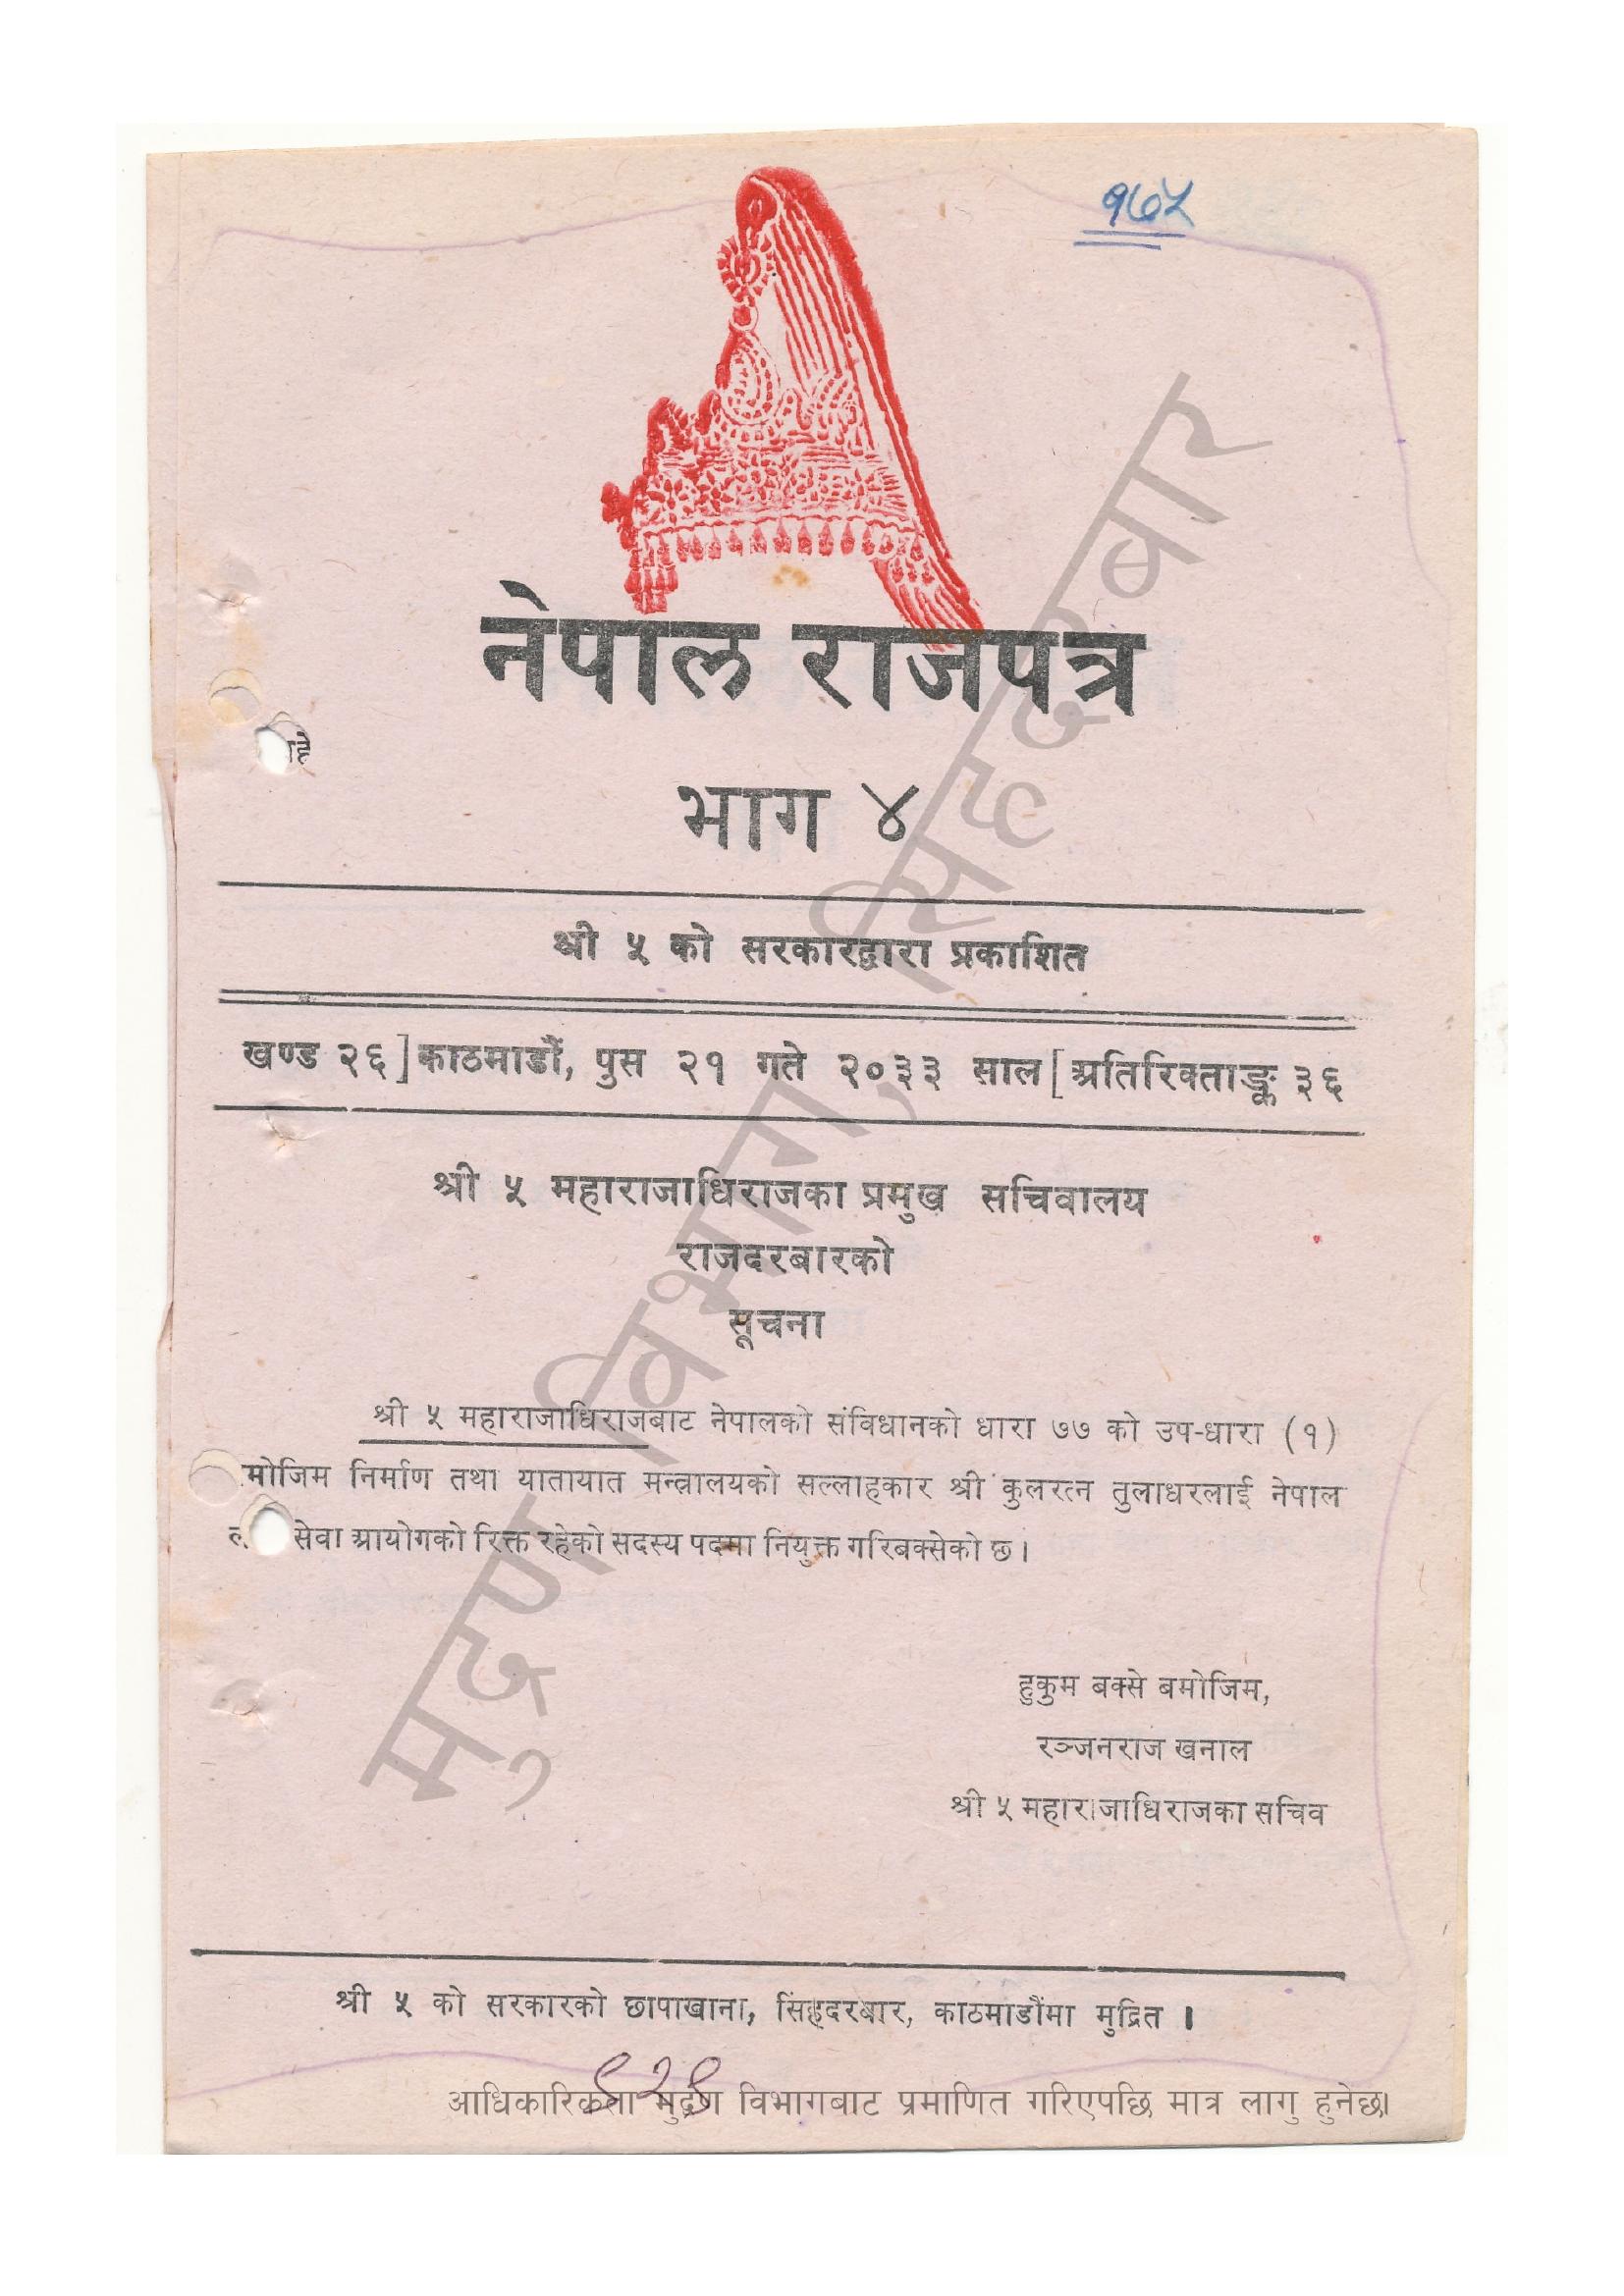 १७५
नेपाल राजपत्र
भाग ४
श्री ५ को सरकारद्वारा प्रकाशित
खण्ड २६] काठमाडौं, पुस २१ गते २०३३ साल [अतिरिक्ताङ्क ३६
श्री ५ महाराजाधिराजका प्रमुख सचिवालय
राजदरबारको
सूचना
श्री ५ महाराजाधिराजबाट नेपालको संविधानको धारा ७७ को उप-धारा (१)
मोजिम निर्माण तथा यातायात मन्त्रालयको सल्लाहकार श्री कुलरत्न तुलाधरलाई नेपाल
सेवा आयोगको रिक्त रहेको सदस्य पदमा नियुक्त गरिबक्सेको छ।
हुकुम बक्से बमोजिम,
रञ्जनराज खनाल
श्री ५ महाराजाधिराजका सचिव
श्री ५ को सरकारको छापाखाना, सिंहदरबार, काठमाडौंमा मुद्रित ।
आधिकारिकता मुद्रण विभागबाट प्रमाणित गरिएपछि मात्र लागु हुनेछ।
मुद्रण विभाग, सिंहदरबार